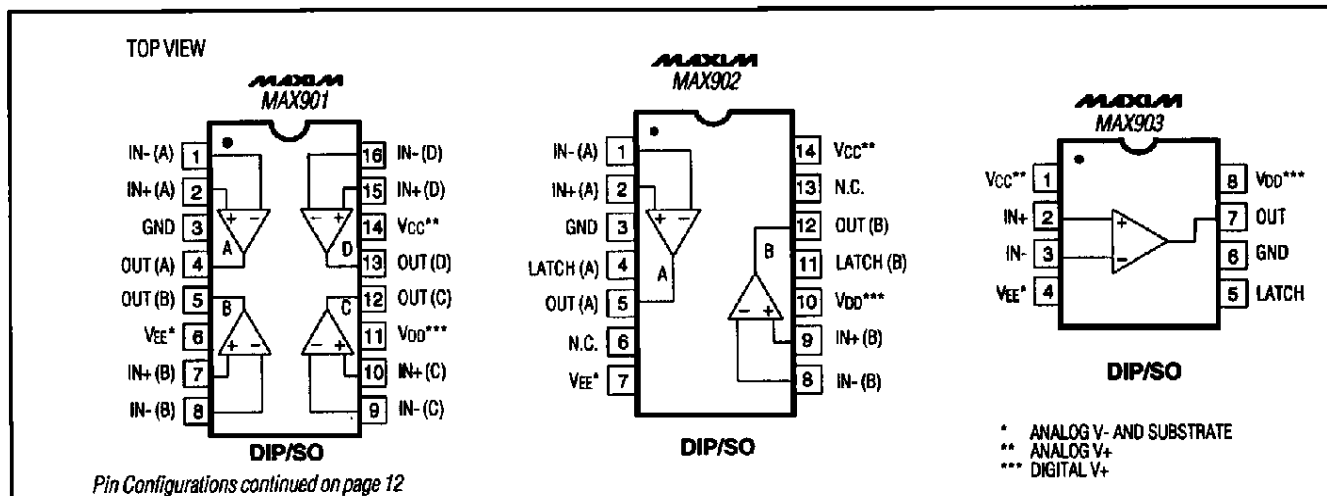 TOP VIEW
MAXIM
MAX901
IN- (A) 1
IN+ (A) 2
GND 3
OUT (A) 4
OUT (B) 5
VEE* 6
IN+ (B) 7
IN- (B) 8
16 IN- (D)
15 IN+ (D)
14 VCC**
13 OUT (D)
12 OUT (C)
11 VDD***
10 IN+ (C)
9 IN- (C)
+ - A
- + D
B - +
C - +
DIP/SO
Pin Configurations continued on page 12
MAXIM
MAX902
IN- (A) 1
IN+ (A) 2
GND 3
LATCH (A) 4
OUT (A) 5
N.C. 6
VEE* 7
14 VCC**
13 N.C.
12 OUT (B)
11 LATCH (B)
10 VDD***
9 IN+ (B)
8 IN- (B)
+ - A
B - +
DIP/SO
MAXIM
MAX903
VCC** 1
IN+ 2
IN- 3
VEE* 4
8 VDD***
7 OUT
6 GND
5 LATCH
+
-
DIP/SO
* ANALOG V- AND SUBSTRATE
** ANALOG V+
*** DIGITAL V+